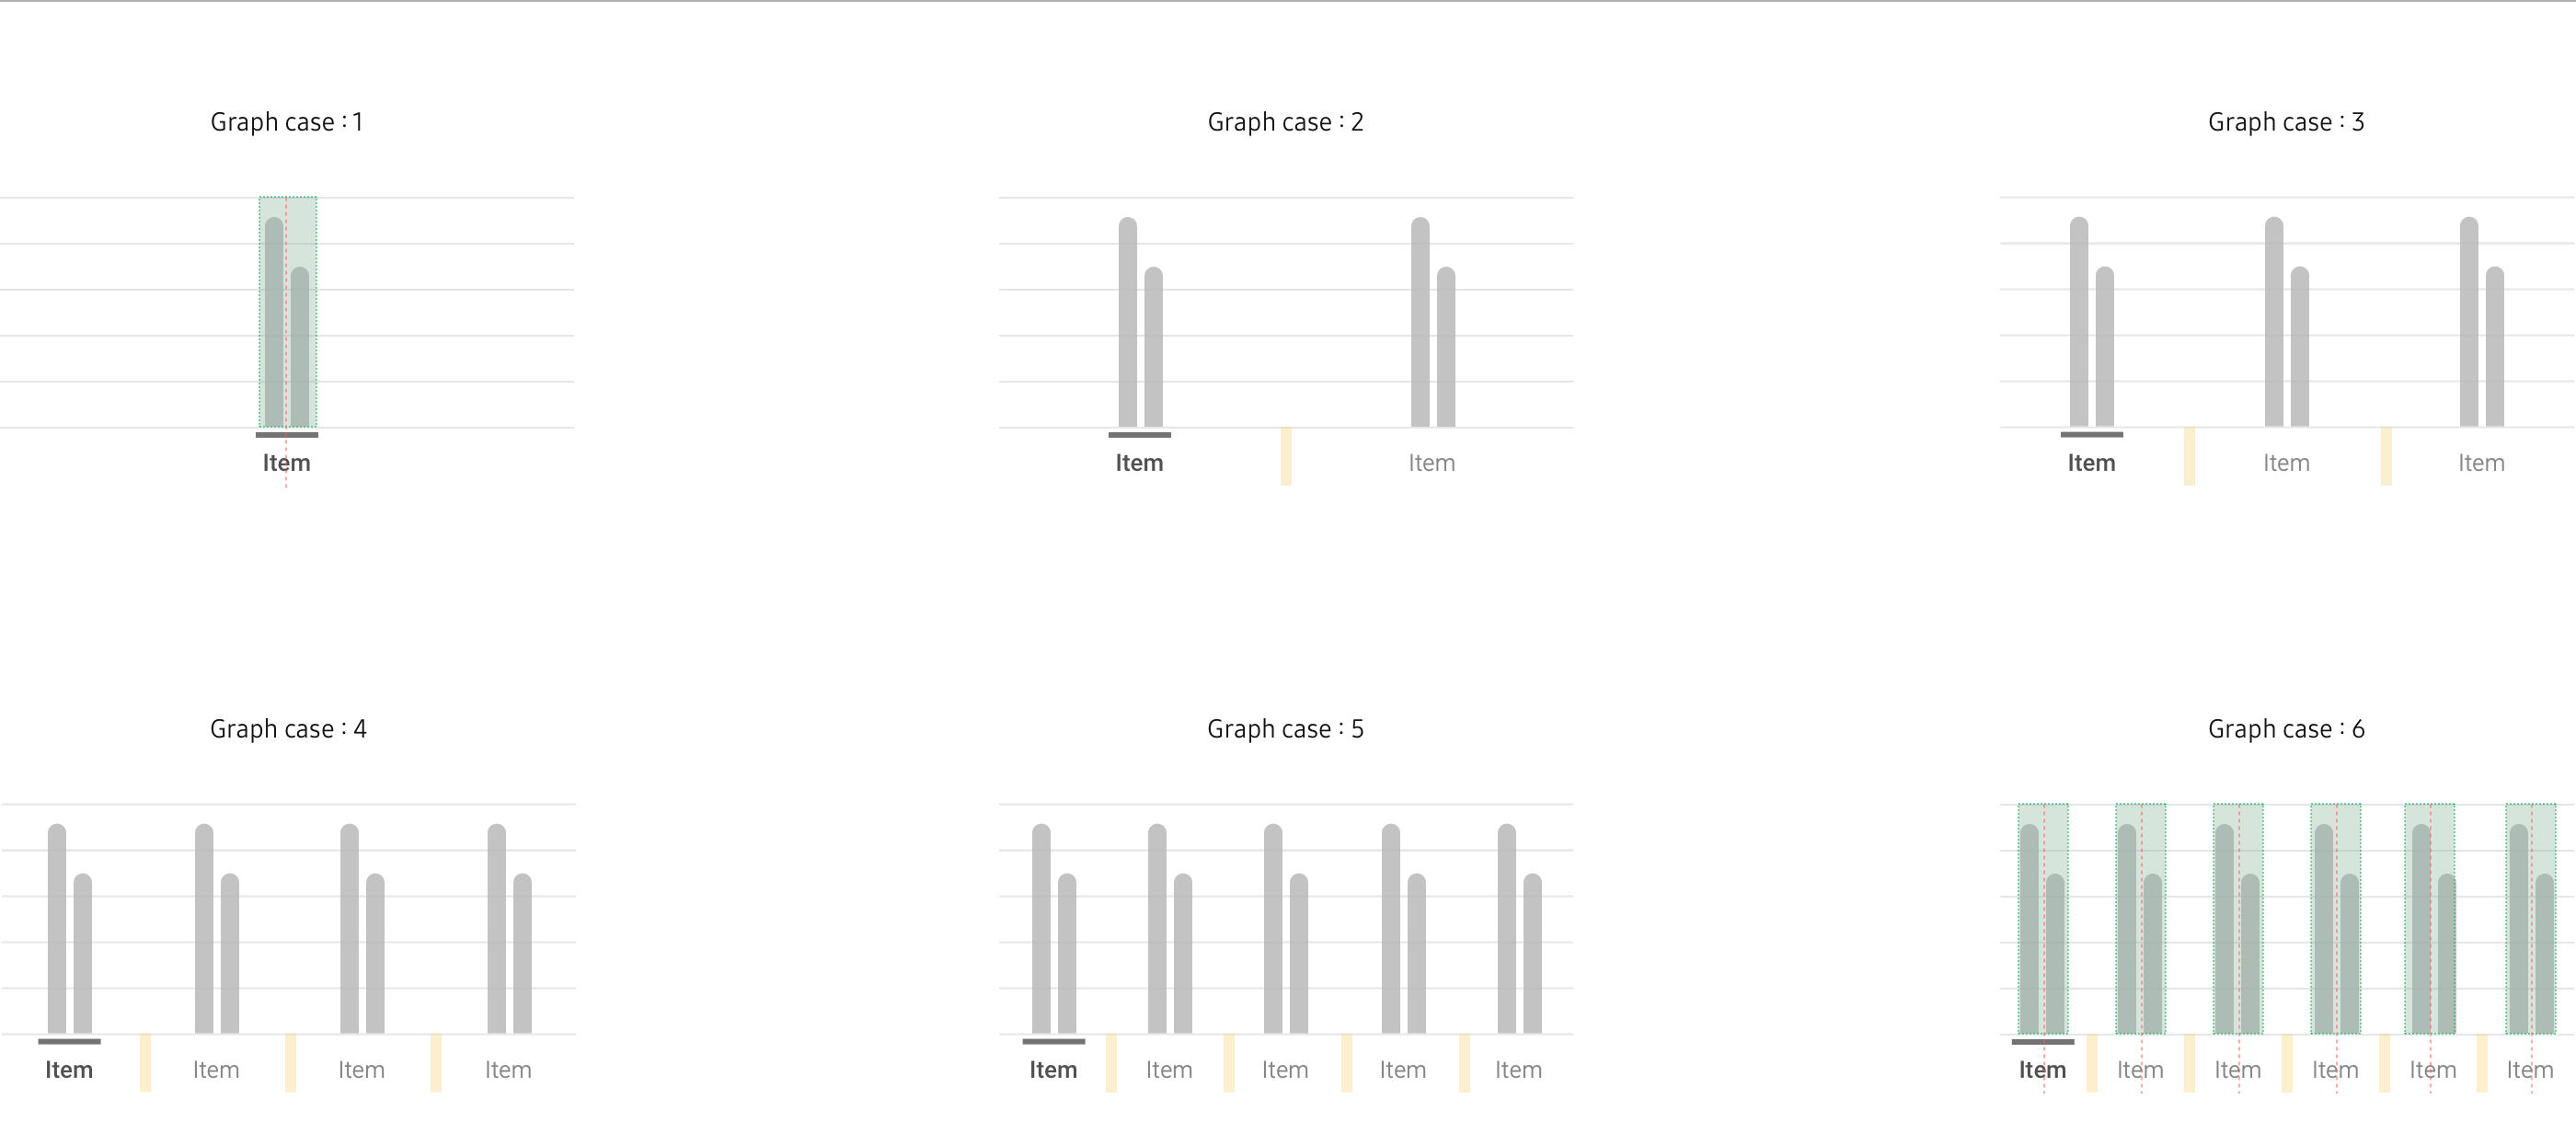 Graph case : 1
Graph case : 2
Graph case : 3
Item
Item Item
Item Item Item
Graph case : 4
Graph case : 5
Graph case : 6
Item Item Item Item
Item Item Item Item Item
Item Item Item Item Item Item